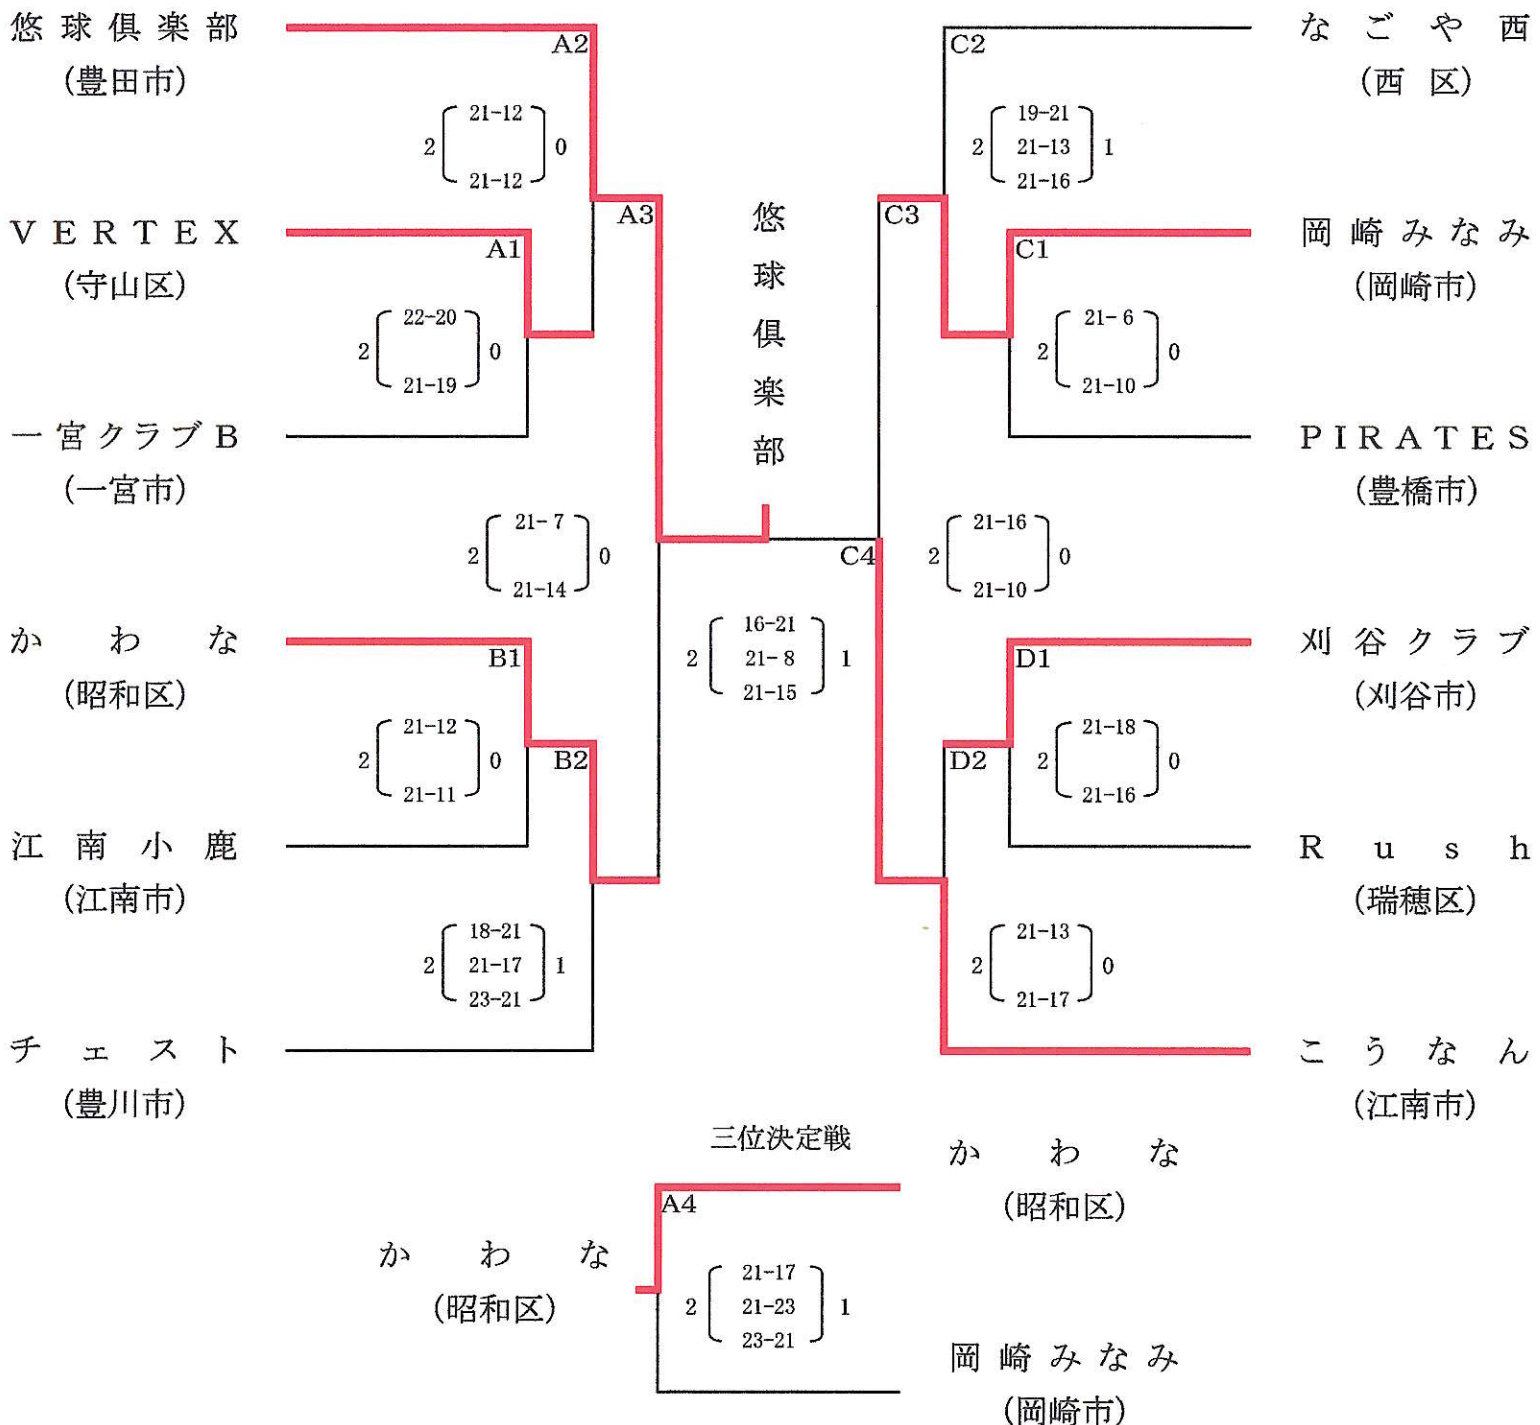 悠球倶楽部
(豊田市)
A2
21-12
2 0
21-12
VERTEX
(守山区)
A1
A3
22-20
2 0
21-19
一宮クラブB
(一宮市)
21-7
2 0
21-14
かわな
(昭和区)
B1
21-12
2 0
21-11
B2
江南小鹿
(江南市)
18-21
2 21-17 1
23-21
チェスト
(豊川市)
悠球倶楽部
C4
16-21
2 21-8 1
21-15
なごや西
(西区)
C2
19-21
2 21-13 1
21-16
C3
岡崎みなみ
(岡崎市)
C1
21-6
2 0
21-10
PIRATES
(豊橋市)
21-16
2 0
21-10
刈谷クラブ
(刈谷市)
D1
21-18
2 0
21-16
D2
Rush
(瑞穂区)
21-13
2 0
21-17
こうなん
(江南市)
三位決定戦
かわな
(昭和区)
A4
かわな
(昭和区)
21-17
2 21-23 1
23-21
岡崎みなみ
(岡崎市)